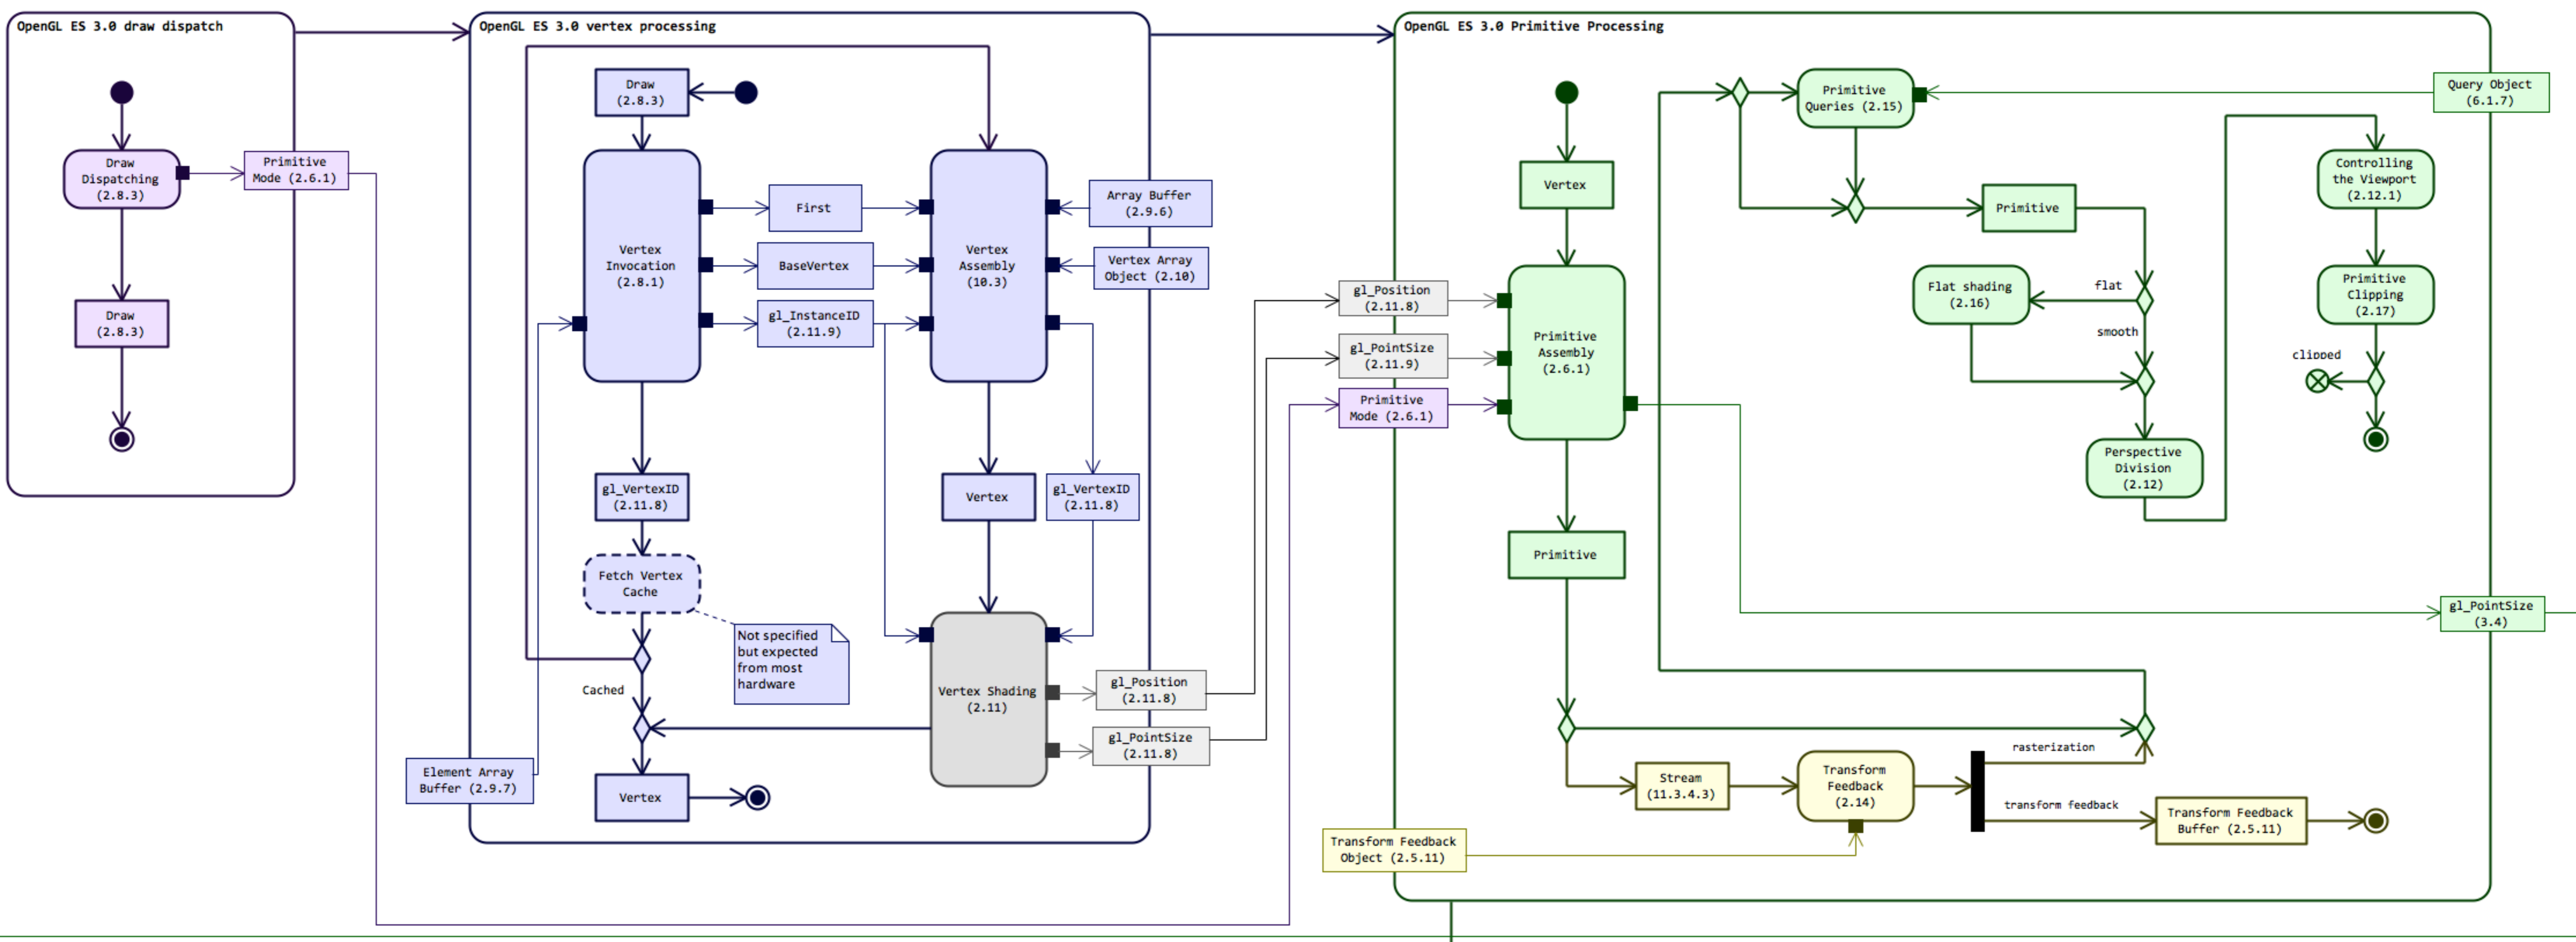 OpenGL ES 3.0 draw dispatch
Draw
Dispatching
(2.8.3)
Primitive
Mode (2.6.1)
Draw
(2.8.3)
OpenGL ES 3.0 vertex processing
Draw
(2.8.3)
Vertex
Invocation
(2.8.1)
First
BaseVertex
gl_InstanceID
(2.11.9)
Vertex
Assembly
(10.3)
Array Buffer
(2.9.6)
Vertex Array
Object (2.10)
gl_VertexID
(2.11.8)
Vertex
gl_VertexID
(2.11.8)
Fetch Vertex
Cache
Not specified
but expected
from most
hardware
Cached
Vertex Shading
(2.11)
gl_Position
(2.11.8)
gl_PointSize
(2.11.8)
Element Array
Buffer (2.9.7)
Vertex
OpenGL ES 3.0 Primitive Processing
Vertex
gl_Position
(2.11.8)
gl_PointSize
(2.11.9)
Primitive
Mode (2.6.1)
Primitive
Assembly
(2.6.1)
Primitive
Primitive
Queries (2.15)
Query Object
(6.1.7)
Primitive
Flat shading
(2.16)
flat
smooth
Perspective
Division
(2.12)
Controlling
the Viewport
(2.12.1)
Primitive
Clipping
(2.17)
clipped
gl_PointSize
(3.4)
Stream
(11.3.4.3)
Transform
Feedback
(2.14)
rasterization
transform feedback
Transform Feedback
Buffer (2.5.11)
Transform Feedback
Object (2.5.11)